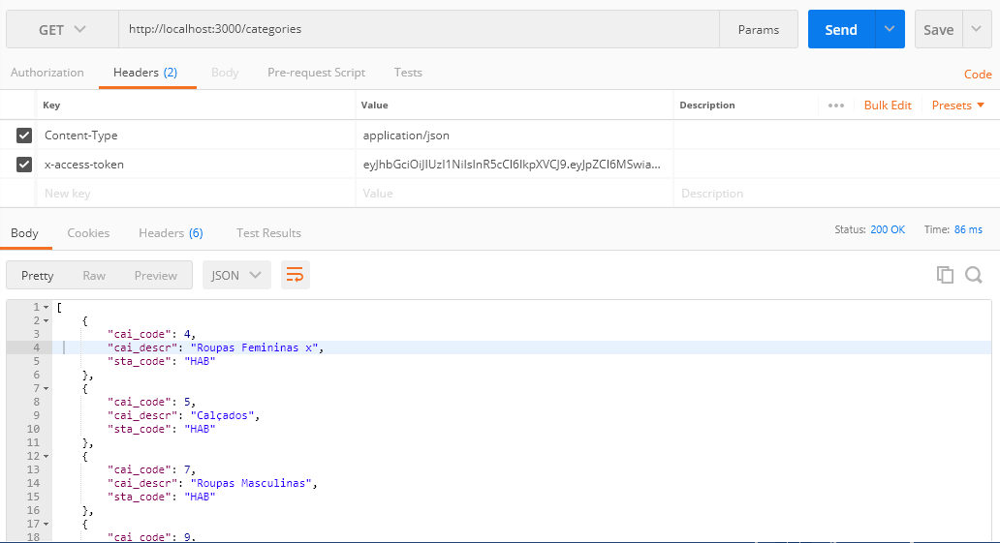 GET http://localhost:3000/categories Params Send Save
Authorization Headers (2) Body Pre-request Script Tests Code
Key Value Description ••• Bulk Edit Presets
Content-Type application/json
x-access-token eyJhbGciOiJIUzI1NiIsInR5cCI6IkpXVCJ9.eyJpZCI6MSwia...
New key Value Description
Body Cookies Headers (6) Test Results Status: 200 OK Time: 86 ms
Pretty Raw Preview JSON
1 [
2 {
3 "cai_code": 4,
4 "cai_descr": "Roupas Femininas x",
5 "sta_code": "HAB"
6 },
7 {
8 "cai_code": 5,
9 "cai_descr": "Calçados",
10 "sta_code": "HAB"
11 },
12 {
13 "cai_code": 7,
14 "cai_descr": "Roupas Masculinas",
15 "sta_code": "HAB"
16 },
17 {
18 "cai_code": 9,